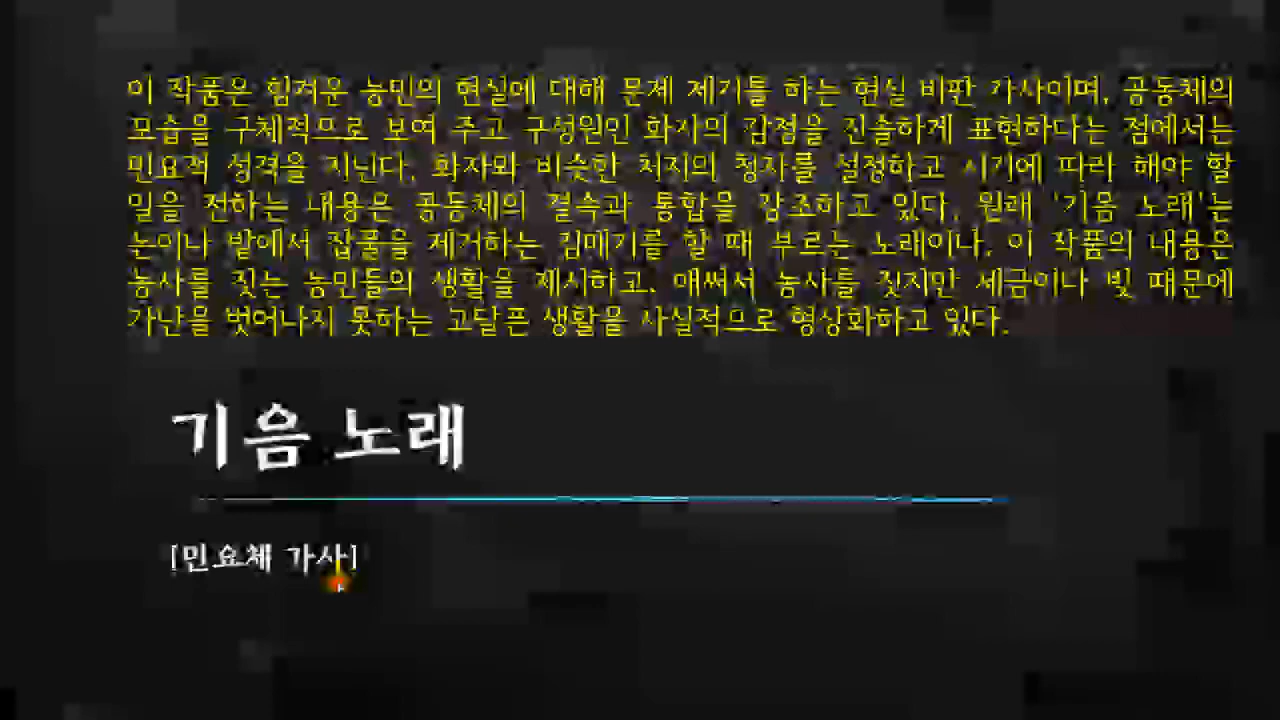 이 작품은 힘겨운 농민의 현실에 대해 문제 제기를 하는 현실 비판 가사이며, 공동체의
모습을 구체적으로 보여 주고 구성원인 화자의 감정을 진솔하게 표현하다는 점에서는
민요적 성격을 지닌다. 화자와 비슷한 처지의 청자를 설정하고 시기에 따라 해야 할
일을 전하는 내용은 공동체의 결속과 통합을 강조하고 있다. 원래 '기음 노래'는
논이나 밭에서 잡풀을 제거하는 김매기를 할 때 부르는 노래이나, 이 작품의 내용은
농사를 짓는 농민들의 생활을 제시하고, 애써서 농사를 짓지만 세금이나 빚 때문에
가난을 벗어나지 못하는 고달픈 생활을 사실적으로 형상화하고 있다.
기음 노래
[민요체 가사]